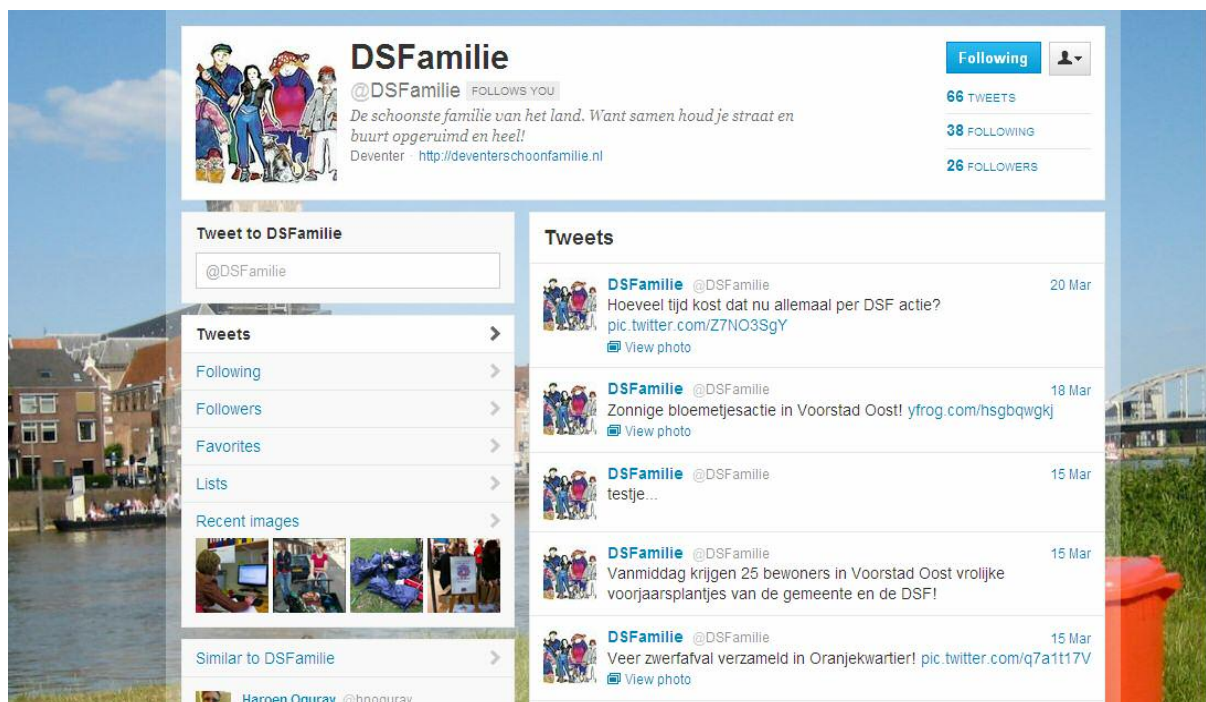 DSFamilie
@DSFamilie FOLLOWS YOU
De schoonste familie van het land. Want samen houd je straat en
buurt opgeruimd en heel!
Deventer · http://deventerschoonfamilie.nl
Following
66 TWEETS
38 FOLLOWING
26 FOLLOWERS
Tweet to DSFamilie
@DSFamilie
Tweets
Following
Followers
Favorites
Lists
Recent images
Similar to DSFamilie
Haroen Oguray @hnoguray
Tweets
DSFamilie @DSFamilie 20 Mar
Hoeveel tijd kost dat nu allemaal per DSF actie?
pic.twitter.com/Z7NO3SgY
View photo
DSFamilie @DSFamilie 18 Mar
Zonnige bloemetjesactie in Voorstad Oost! yfrog.com/hsgbqwgkj
View photo
DSFamilie @DSFamilie 15 Mar
testje...
DSFamilie @DSFamilie 15 Mar
Vanmiddag krijgen 25 bewoners in Voorstad Oost vrolijke
voorjaarsplantjes van de gemeente en de DSF!
DSFamilie @DSFamilie 15 Mar
Veer zwerfafval verzameld in Oranjekwartier! pic.twitter.com/q7a1t17V
View photo